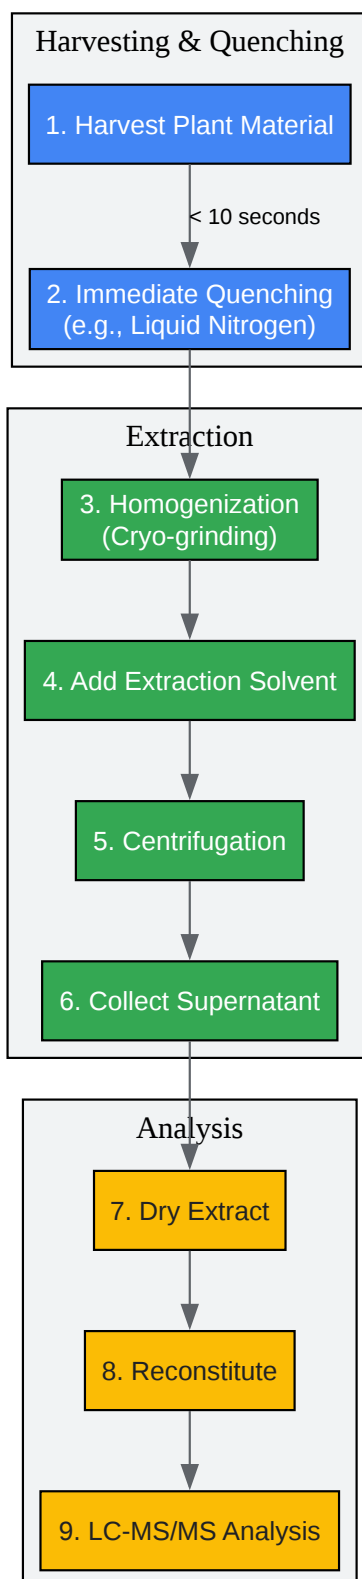 Harvesting & Quenching
1. Harvest Plant Material
< 10 seconds
2. Immediate Quenching
(e.g., Liquid Nitrogen)
Extraction
3. Homogenization
(Cryo-grinding)
4. Add Extraction Solvent
5. Centrifugation
6. Collect Supernatant
Analysis
7. Dry Extract
8. Reconstitute
9. LC-MS/MS Analysis